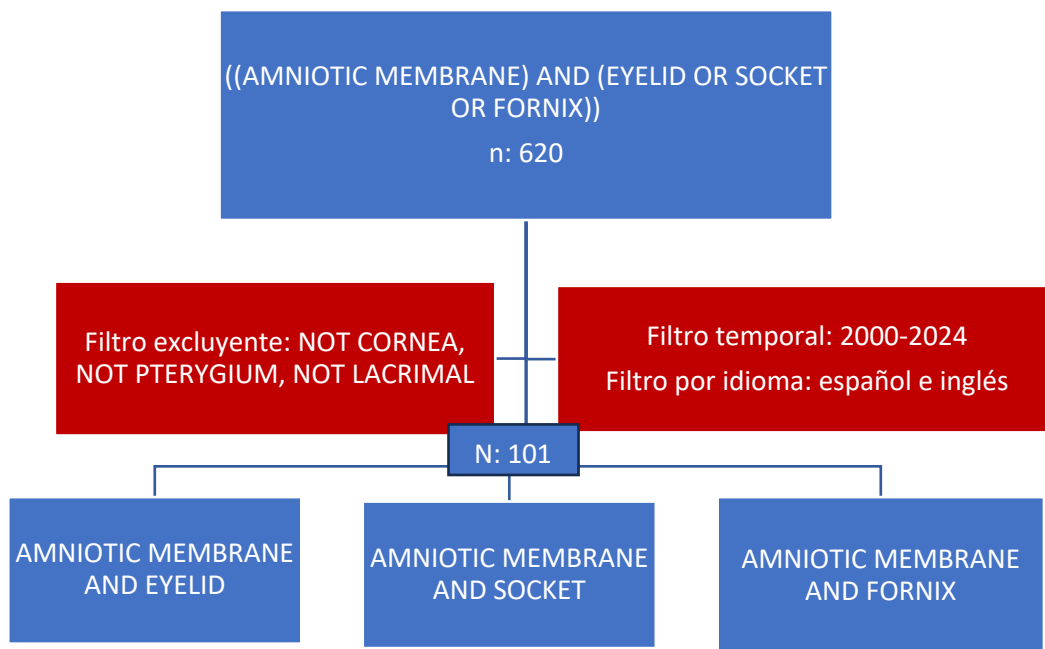 ((AMNIOTIC MEMBRANE) AND (EYELID OR SOCKET
OR FORNIX))
n: 620
Filtro excluyente: NOT CORNEA,
NOT PTERYGIUM, NOT LACRIMAL
Filtro temporal: 2000-2024
Filtro por idioma: español e inglés
N: 101
AMNIOTIC MEMBRANE
AND EYELID
AMNIOTIC MEMBRANE
AND SOCKET
AMNIOTIC MEMBRANE
AND FORNIX